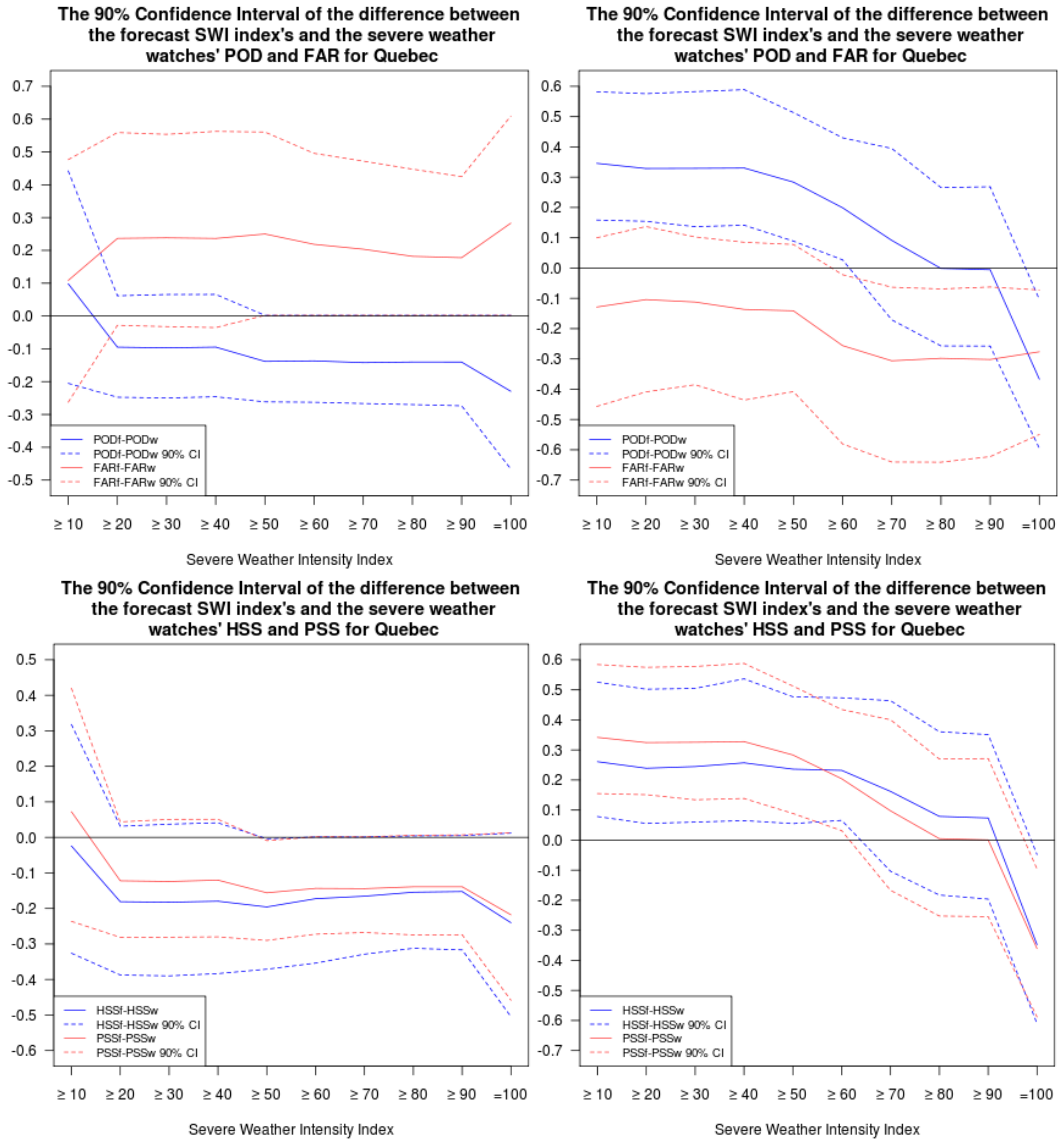 The 90% Confidence Interval of the difference between
the forecast SWI index's and the severe weather
watches' POD and FAR for Quebec
0.7
0.6
0.5
0.4
0.3
0.2
0.1
0.0
-0.1
-0.2
-0.3
-0.4
-0.5
PODf-PODw
PODf-PODw 90% CI
FARf-FARw
FARf-FARw 90% CI
≥ 10 ≥ 20 ≥ 30 ≥ 40 ≥50 ≥ 60 ≥ 70 ≥ 80 ≥ 90 =100
Severe Weather Intensity Index
The 90% Confidence Interval of the difference between
the forecast SWI index's and the severe weather
watches' POD and FAR for Quebec
0.6
0.5
0.4
0.3
0.2
0.1
0.0
-0.1
-0.2
-0.3
-0.4
-0.5
-0.6
-0.7
PODf-PODw
PODf-PODw 90% CI
FARf-FARw
FARf-FARw 90% CI
≥ 10 ≥ 20 ≥ 30 ≥ 40 ≥ 50 ≥ 60 ≥ 70 ≥ 80 ≥ 90 =100
Severe Weather Intensity Index
The 90% Confidence Interval of the difference between
the forecast SWI index's and the severe weather
watches' HSS and PSS for Quebec
0.5
0.4
0.3
0.2
0.1
0.0
-0.1
-0.2
-0.3
-0.4
-0.5
-0.6
HSSf-HSSw
HSSf-HSSw 90% CI
PSSf-PSSw
PSSf-PSSw 90% CI
≥ 10 ≥ 20 ≥ 30 ≥ 40 ≥50 ≥ 60 ≥ 70 ≥ 80 ≥ 90 =100
Severe Weather Intensity Index
The 90% Confidence Interval of the difference between
the forecast SWI index's and the severe weather
watches' HSS and PSS for Quebec
0.6
0.5
0.4
0.3
0.2
0.1
0.0
-0.1
-0.2
-0.3
-0.4
-0.5
-0.6
-0.7
HSSf-HSSw
HSSf-HSSw 90% CI
PSSf-PSSw
PSSf-PSSw 90% CI
≥ 10 ≥ 20 ≥ 30 ≥ 40 ≥ 50 ≥ 60 ≥ 70 ≥ 80 ≥ 90 =100
Severe Weather Intensity Index